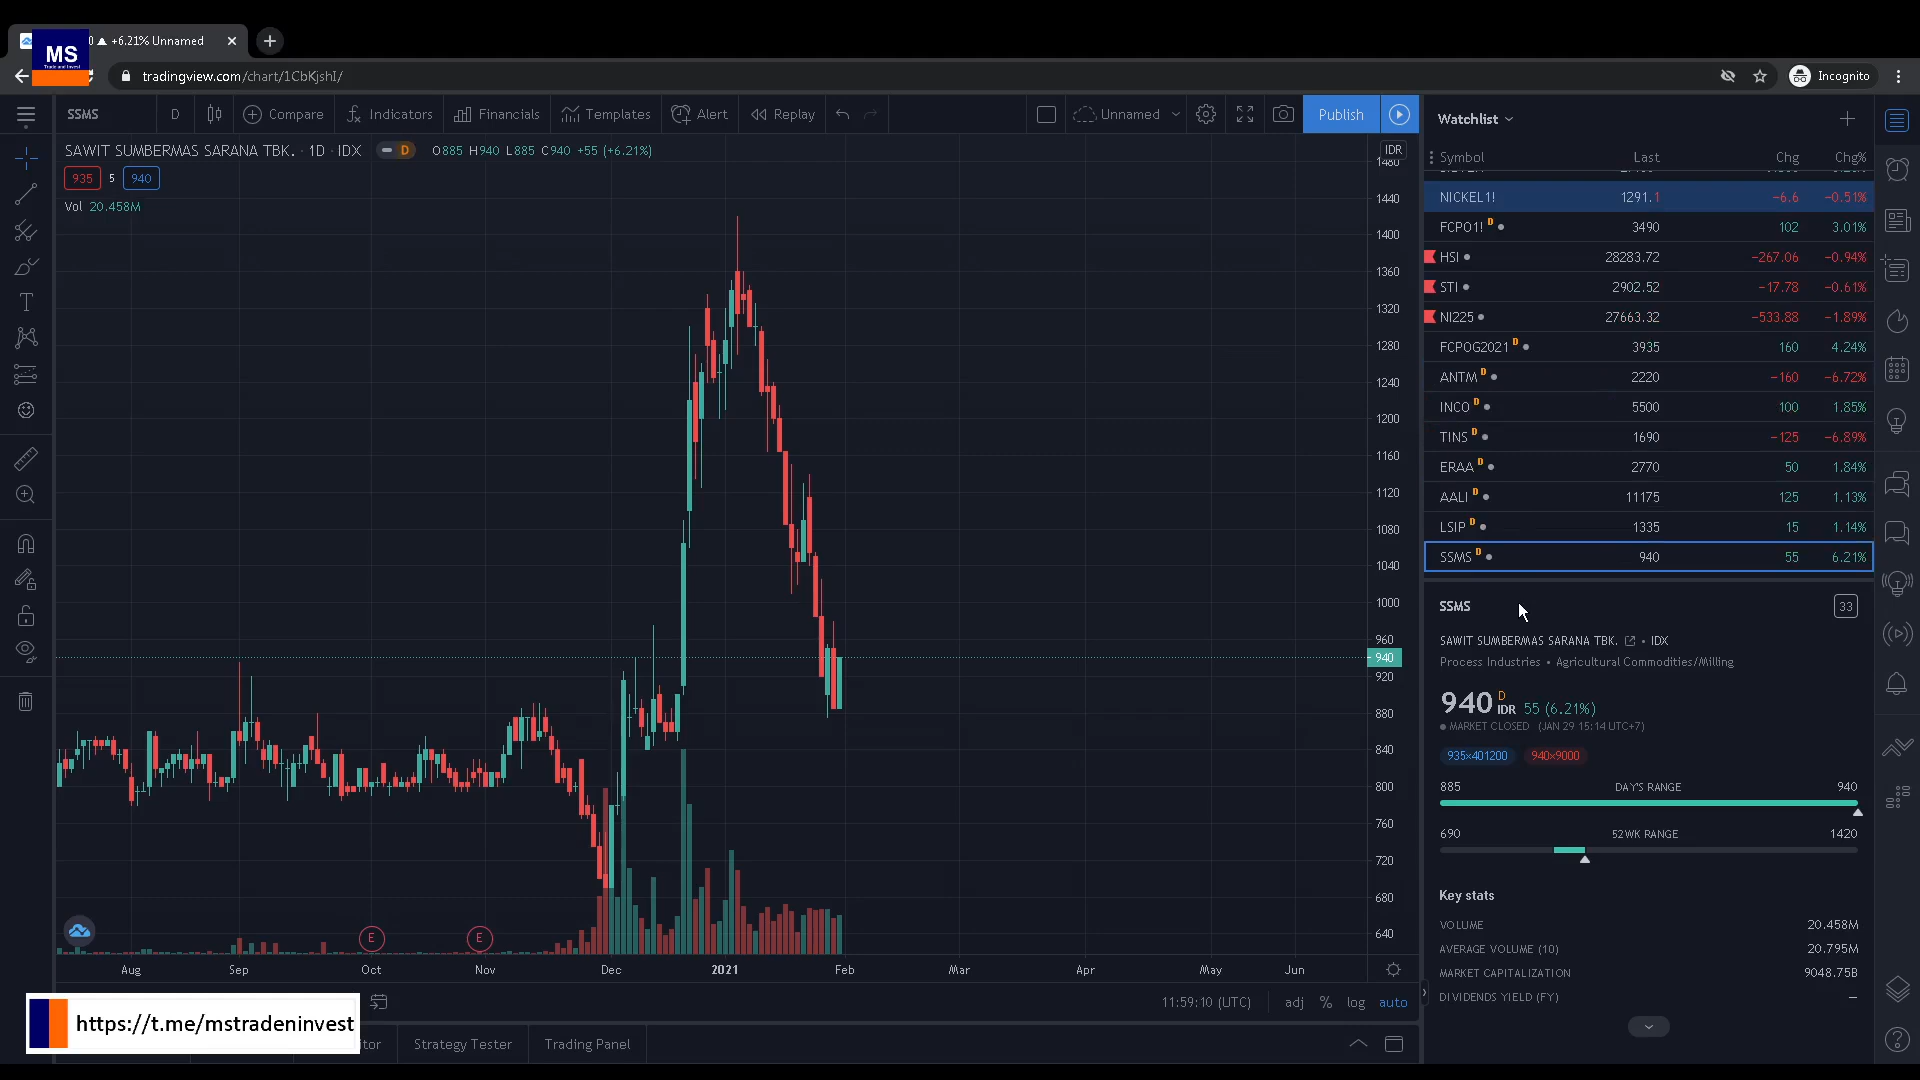 0 ▲ +6.21% Unnamed
MS
Trade and Invest
tradingview.com/chart/1CbKjshI/
Incognito
SSMS D Compare Indicators Financials Templates Alert Replay Unnamed Publish
SAWIT SUMBERMAS SARANA TBK. · 1D · IDX D O885 H940 L885 C940 +55 (+6.21%)
935 5 940
Vol 20.458M
IDR
1480
1440
1400
1360
1320
1280
1240
1200
1160
1120
1080
1040
1000
960
940
920
880
840
800
760
720
680
640
E E
Aug Sep Oct Nov Dec 2021 Feb Mar Apr May Jun
11:59:10 (UTC) adj % log auto
https://t.me/mstradeninvest
itor Strategy Tester Trading Panel
Watchlist
Symbol Last Chg Chg%
NICKEL1! 1291.1 −6.6 −0.51%
FCPO1! D 3490 102 3.01%
HSI 28283.72 −267.06 −0.94%
STI 2902.52 −17.78 −0.61%
NI225 27663.32 −533.88 −1.89%
FCPOG2021 D 3935 160 4.24%
ANTM D 2220 −160 −6.72%
INCO D 5500 100 1.85%
TINS D 1690 −125 −6.89%
ERAA D 2770 50 1.84%
AALI D 11175 125 1.13%
LSIP D 1335 15 1.14%
SSMS D 940 55 6.21%
SSMS 33
SAWIT SUMBERMAS SARANA TBK. • IDX
Process Industries • Agricultural Commodities/Milling
940 D IDR 55 (6.21%)
MARKET CLOSED (JAN 29 15:14 UTC+7)
935×401200 940×9000
885 DAY'S RANGE 940
690 52WK RANGE 1420
Key stats
VOLUME 20.458M
AVERAGE VOLUME (10) 20.795M
MARKET CAPITALIZATION 9048.75B
DIVIDENDS YIELD (FY) —